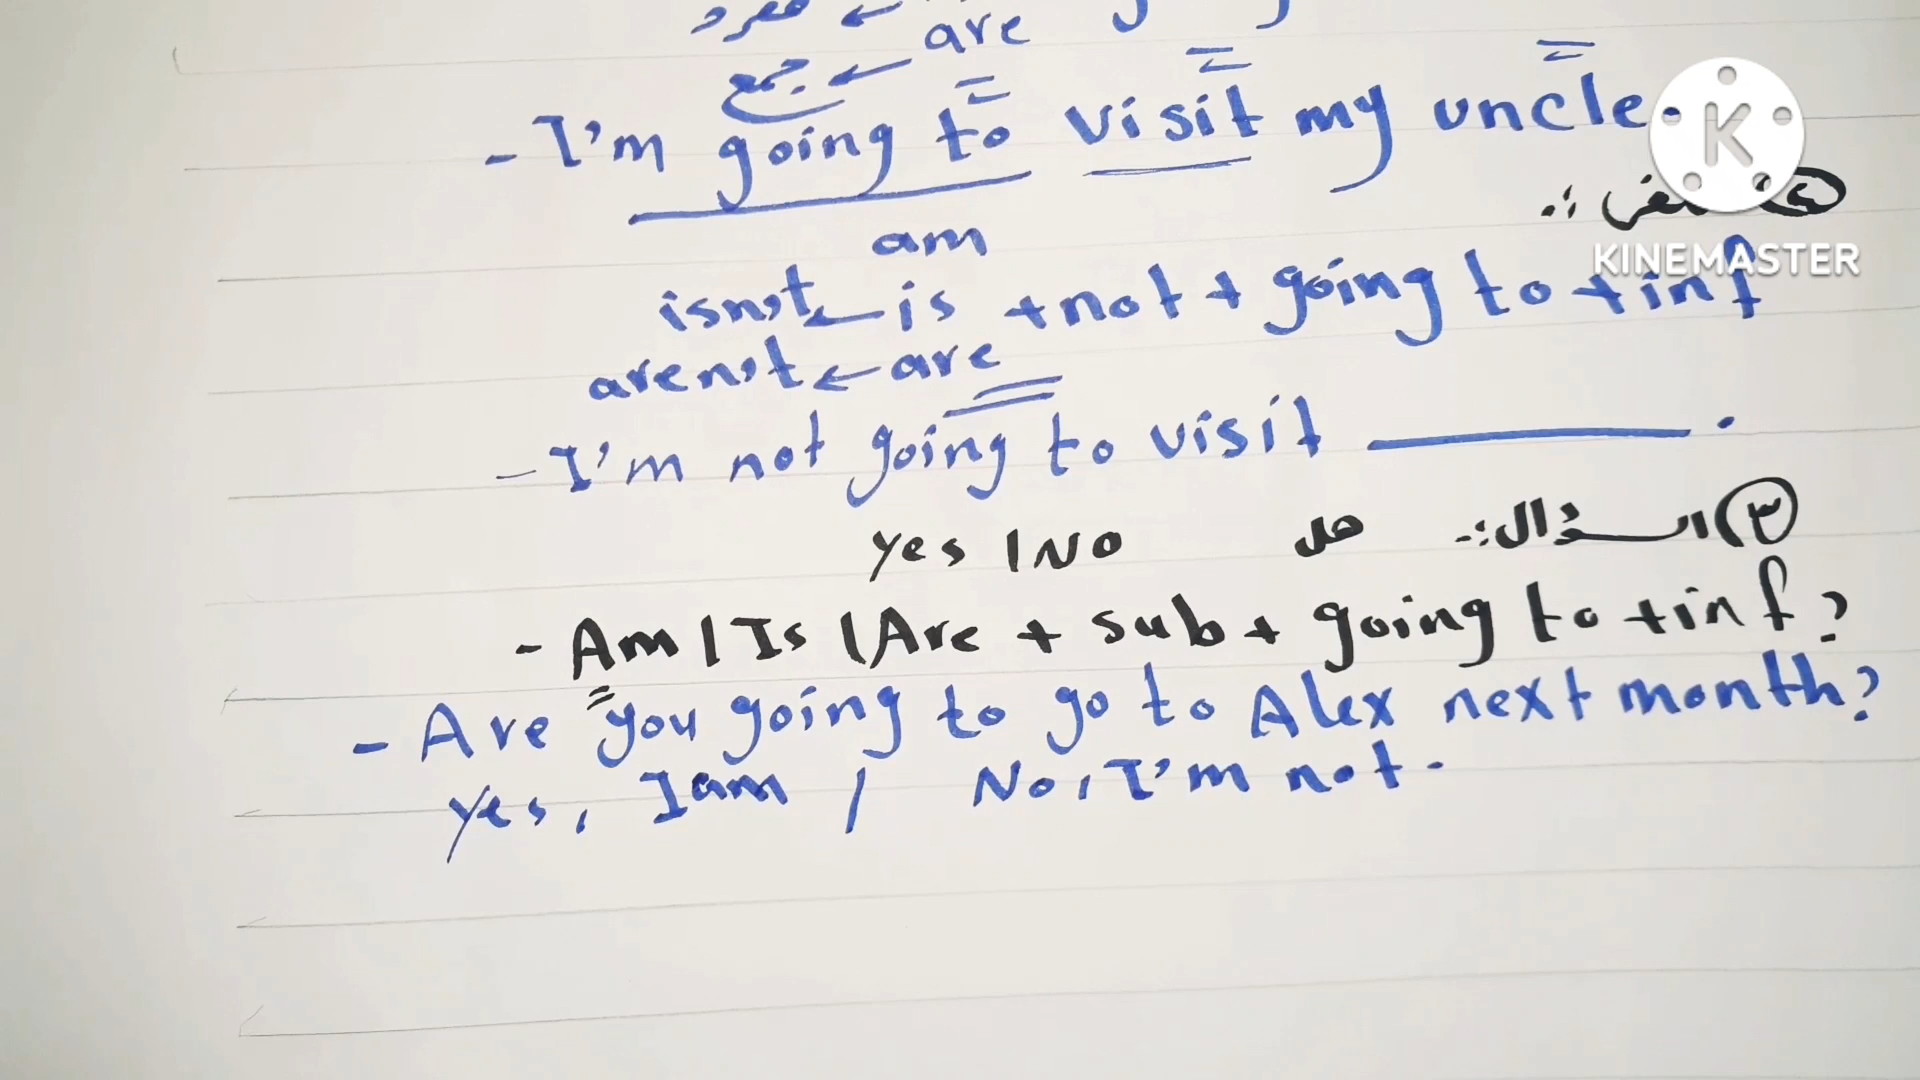 مفرد ←
جمع ← are
- I'm going to visit my uncle.
am
isn't ← is + not + going to + inf
aren't ← are
- I'm not going to visit ______ .
٣ السؤال:- هل yes / No
- Am / Is / Are + sub + going to + inf?
- Are you going to go to Alex next month?
yes, I am / No, I'm not.
K
KINEMASTER